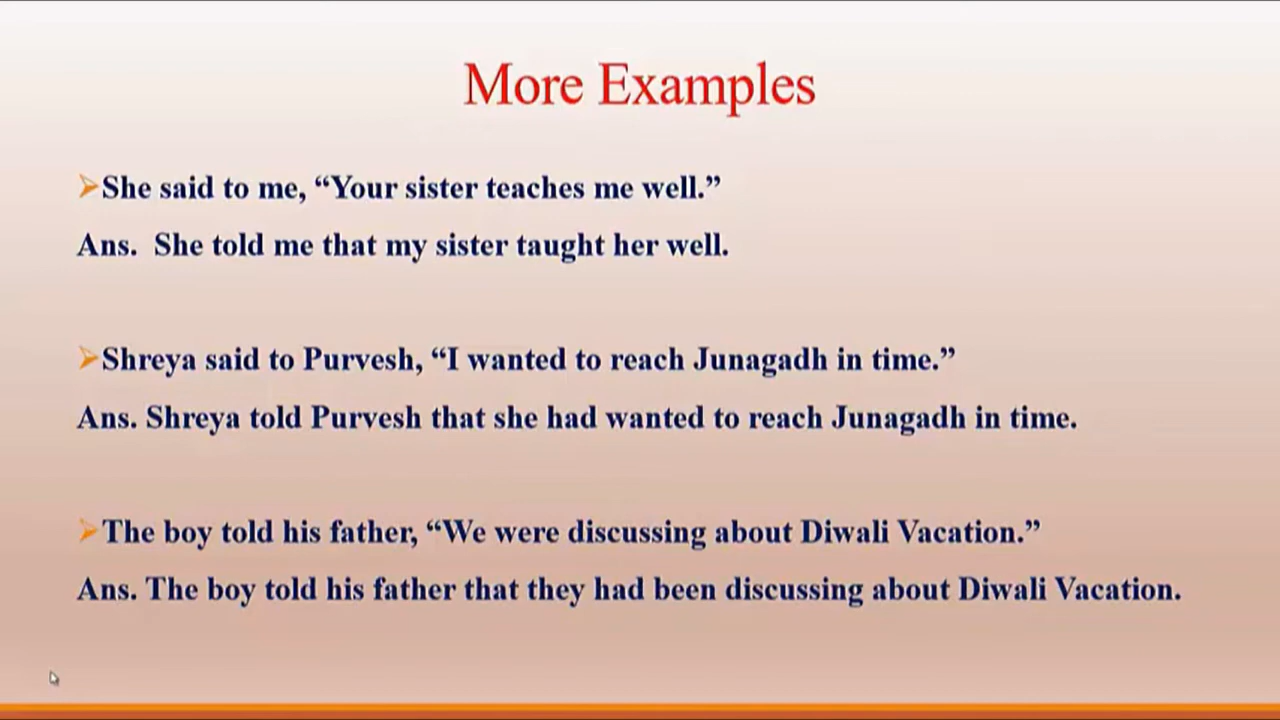 More Examples
➢She said to me, “Your sister teaches me well.”
Ans.  She told me that my sister taught her well.
➢Shreya said to Purvesh, “I wanted to reach Junagadh in time.”
Ans. Shreya told Purvesh that she had wanted to reach Junagadh in time.
➢The boy told his father, “We were discussing about Diwali Vacation.”
Ans. The boy told his father that they had been discussing about Diwali Vacation.